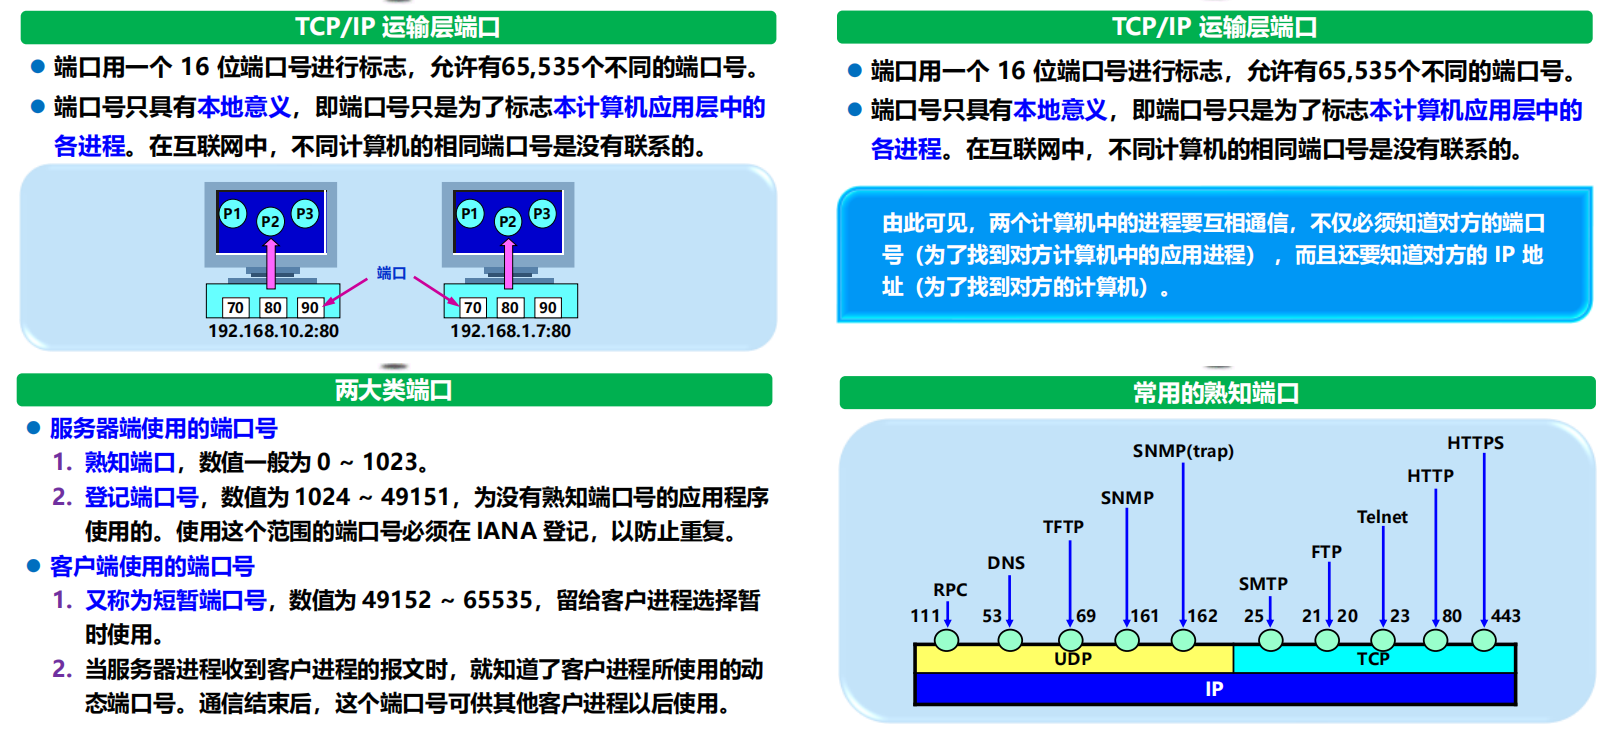 TCP/IP 运输层端口
端口用一个 16 位端口号进行标志，允许有65,535个不同的端口号。
端口号只具有本地意义，即端口号只是为了标志本计算机应用层中的
各进程。在互联网中，不同计算机的相同端口号是没有联系的。
P1 P2 P3
P1 P2 P3
端口
70 80 90
70 80 90
192.168.10.2:80
192.168.1.7:80
TCP/IP 运输层端口
端口用一个 16 位端口号进行标志，允许有65,535个不同的端口号。
端口号只具有本地意义，即端口号只是为了标志本计算机应用层中的
各进程。在互联网中，不同计算机的相同端口号是没有联系的。
由此可见，两个计算机中的进程要互相通信，不仅必须知道对方的端口
号（为了找到对方计算机中的应用进程） ，而且还要知道对方的 IP 地
址（为了找到对方的计算机）。
两大类端口
服务器端使用的端口号
1. 熟知端口，数值一般为 0 ~ 1023。
2. 登记端口号，数值为 1024 ~ 49151，为没有熟知端口号的应用程序
使用的。使用这个范围的端口号必须在 IANA 登记，以防止重复。
客户端使用的端口号
1. 又称为短暂端口号，数值为 49152 ~ 65535，留给客户进程选择暂
时使用。
2. 当服务器进程收到客户进程的报文时，就知道了客户进程所使用的动
态端口号。通信结束后，这个端口号可供其他客户进程以后使用。
常用的熟知端口
HTTPS
SNMP(trap)
HTTP
SNMP
Telnet
TFTP
FTP
DNS
SMTP
RPC
111 53 69 161 162 25 21 20 23 80 443
UDP TCP
IP